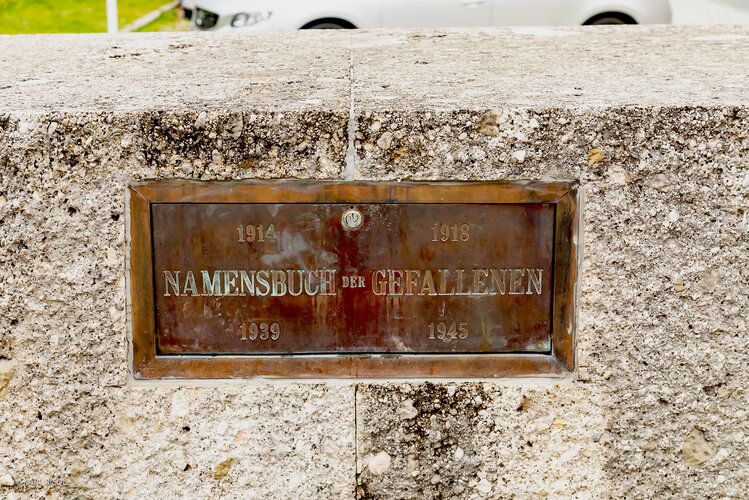 1914 1918
NAMENSBUCH DER GEFALLENEN
1939 1945